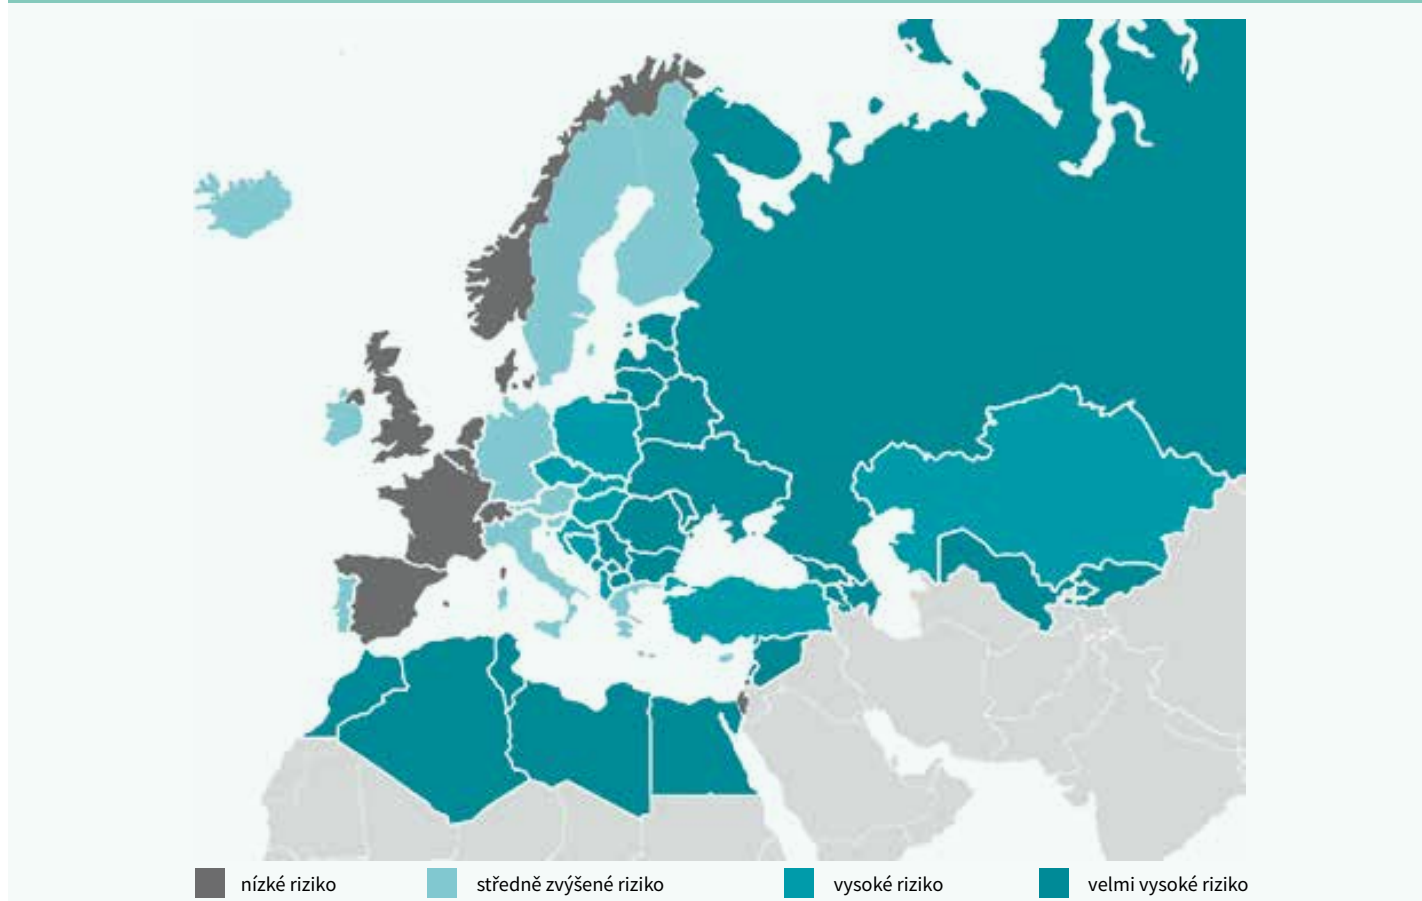 nízké riziko
středně zvýšené riziko
vysoké riziko
velmi vysoké riziko